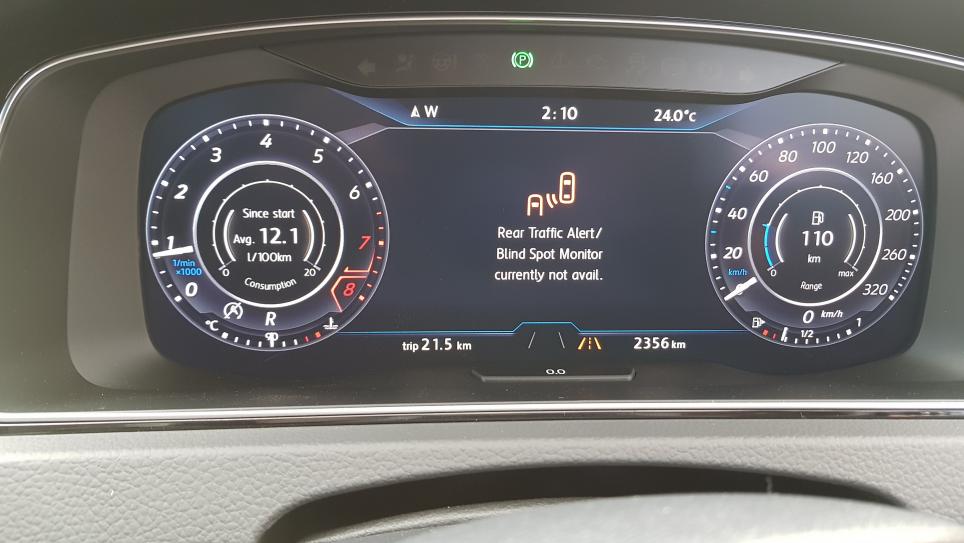 P
W
2:10
24.0°c
4
3
5
2
6
1
7
1/min
x1000
0
8
Since start
Avg. 12.1
l/100km
0
20
Consumption
R
°C
90
Rear Traffic Alert/
Blind Spot Monitor
currently not avail.
100
80
120
60
160
40
200
20
260
km/h
0
320
110
km
0
max
Range
0 km/h
1/2
1
trip 21.5 km
2356 km
0.0